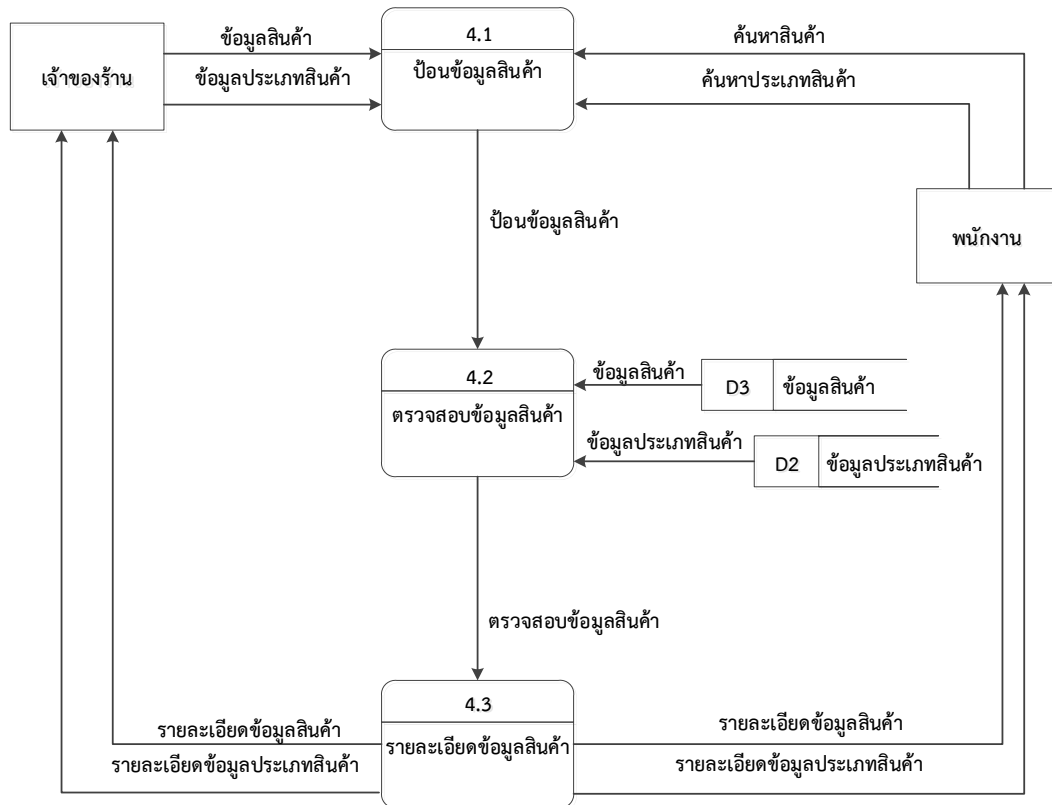 ข้อมูลสินค้า
4.1
ค้นหาสินค้า
เจ้าของร้าน
ข้อมูลประเภทสินค้า
ป้อนข้อมูลสินค้า
ค้นหาประเภทสินค้า
ป้อนข้อมูลสินค้า
พนักงาน
4.2
ข้อมูลสินค้า
D3
ข้อมูลสินค้า
ตรวจสอบข้อมูลสินค้า
ข้อมูลประเภทสินค้า
D2
ข้อมูลประเภทสินค้า
ตรวจสอบข้อมูลสินค้า
4.3
รายละเอียดข้อมูลสินค้า
รายละเอียดข้อมูลสินค้า
รายละเอียดข้อมูลสินค้า
รายละเอียดข้อมูลประเภทสินค้า
รายละเอียดข้อมูลประเภทสินค้า